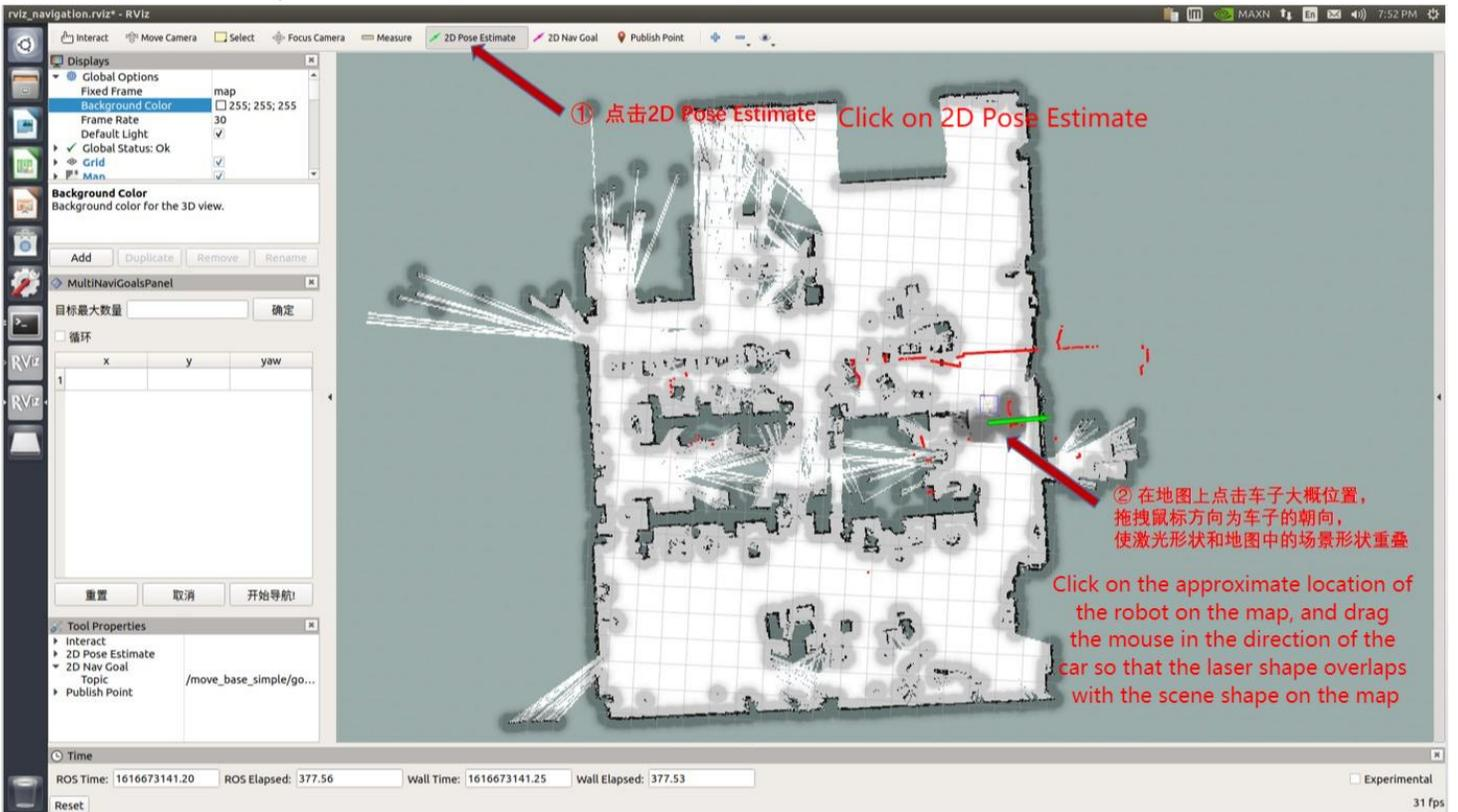 rviz_navigation.rviz* - RViz
MAXN En 7:52 PM
Interact Move Camera Select Focus Camera Measure 2D Pose Estimate 2D Nav Goal Publish Point
Displays
Global Options
Fixed Frame map
Background Color 255; 255; 255
Frame Rate 30
Default Light
Global Status: Ok
Grid
Map
Background Color
Background color for the 3D view.
Add Duplicate Remove Rename
MultiNaviGoalsPanel
目标最大数量 确定
循环
x y yaw
1
重置 取消 开始导航!
Tool Properties
Interact
2D Pose Estimate
2D Nav Goal
Topic /move_base_simple/go...
Publish Point
RViz
RViz
① 点击2D Pose Estimate Click on 2D Pose Estimate
② 在地图上点击车子大概位置，
拖拽鼠标方向为车子的朝向，
使激光形状和地图中的场景形状重叠
Click on the approximate location of
the robot on the map, and drag
the mouse in the direction of the
car so that the laser shape overlaps
with the scene shape on the map
Time
ROS Time: 1616673141.20 ROS Elapsed: 377.56 Wall Time: 1616673141.25 Wall Elapsed: 377.53 Experimental
Reset 31 fps